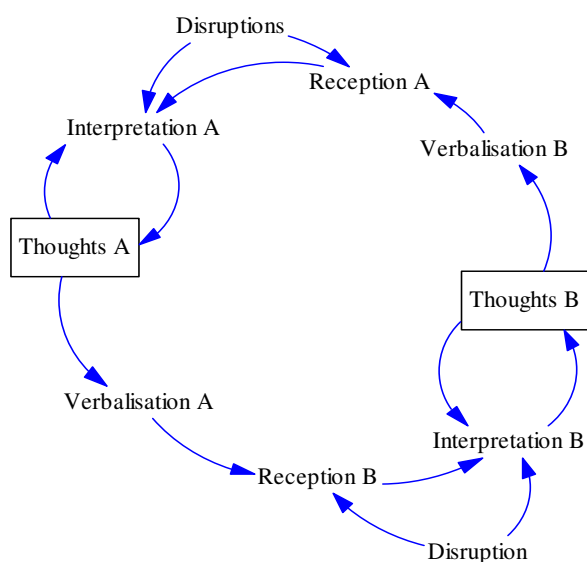 Disruptions
Reception A
Interpretation A
Verbalisation B
Thoughts A
Thoughts B
Verbalisation A
Interpretation B
Reception B
Disruption